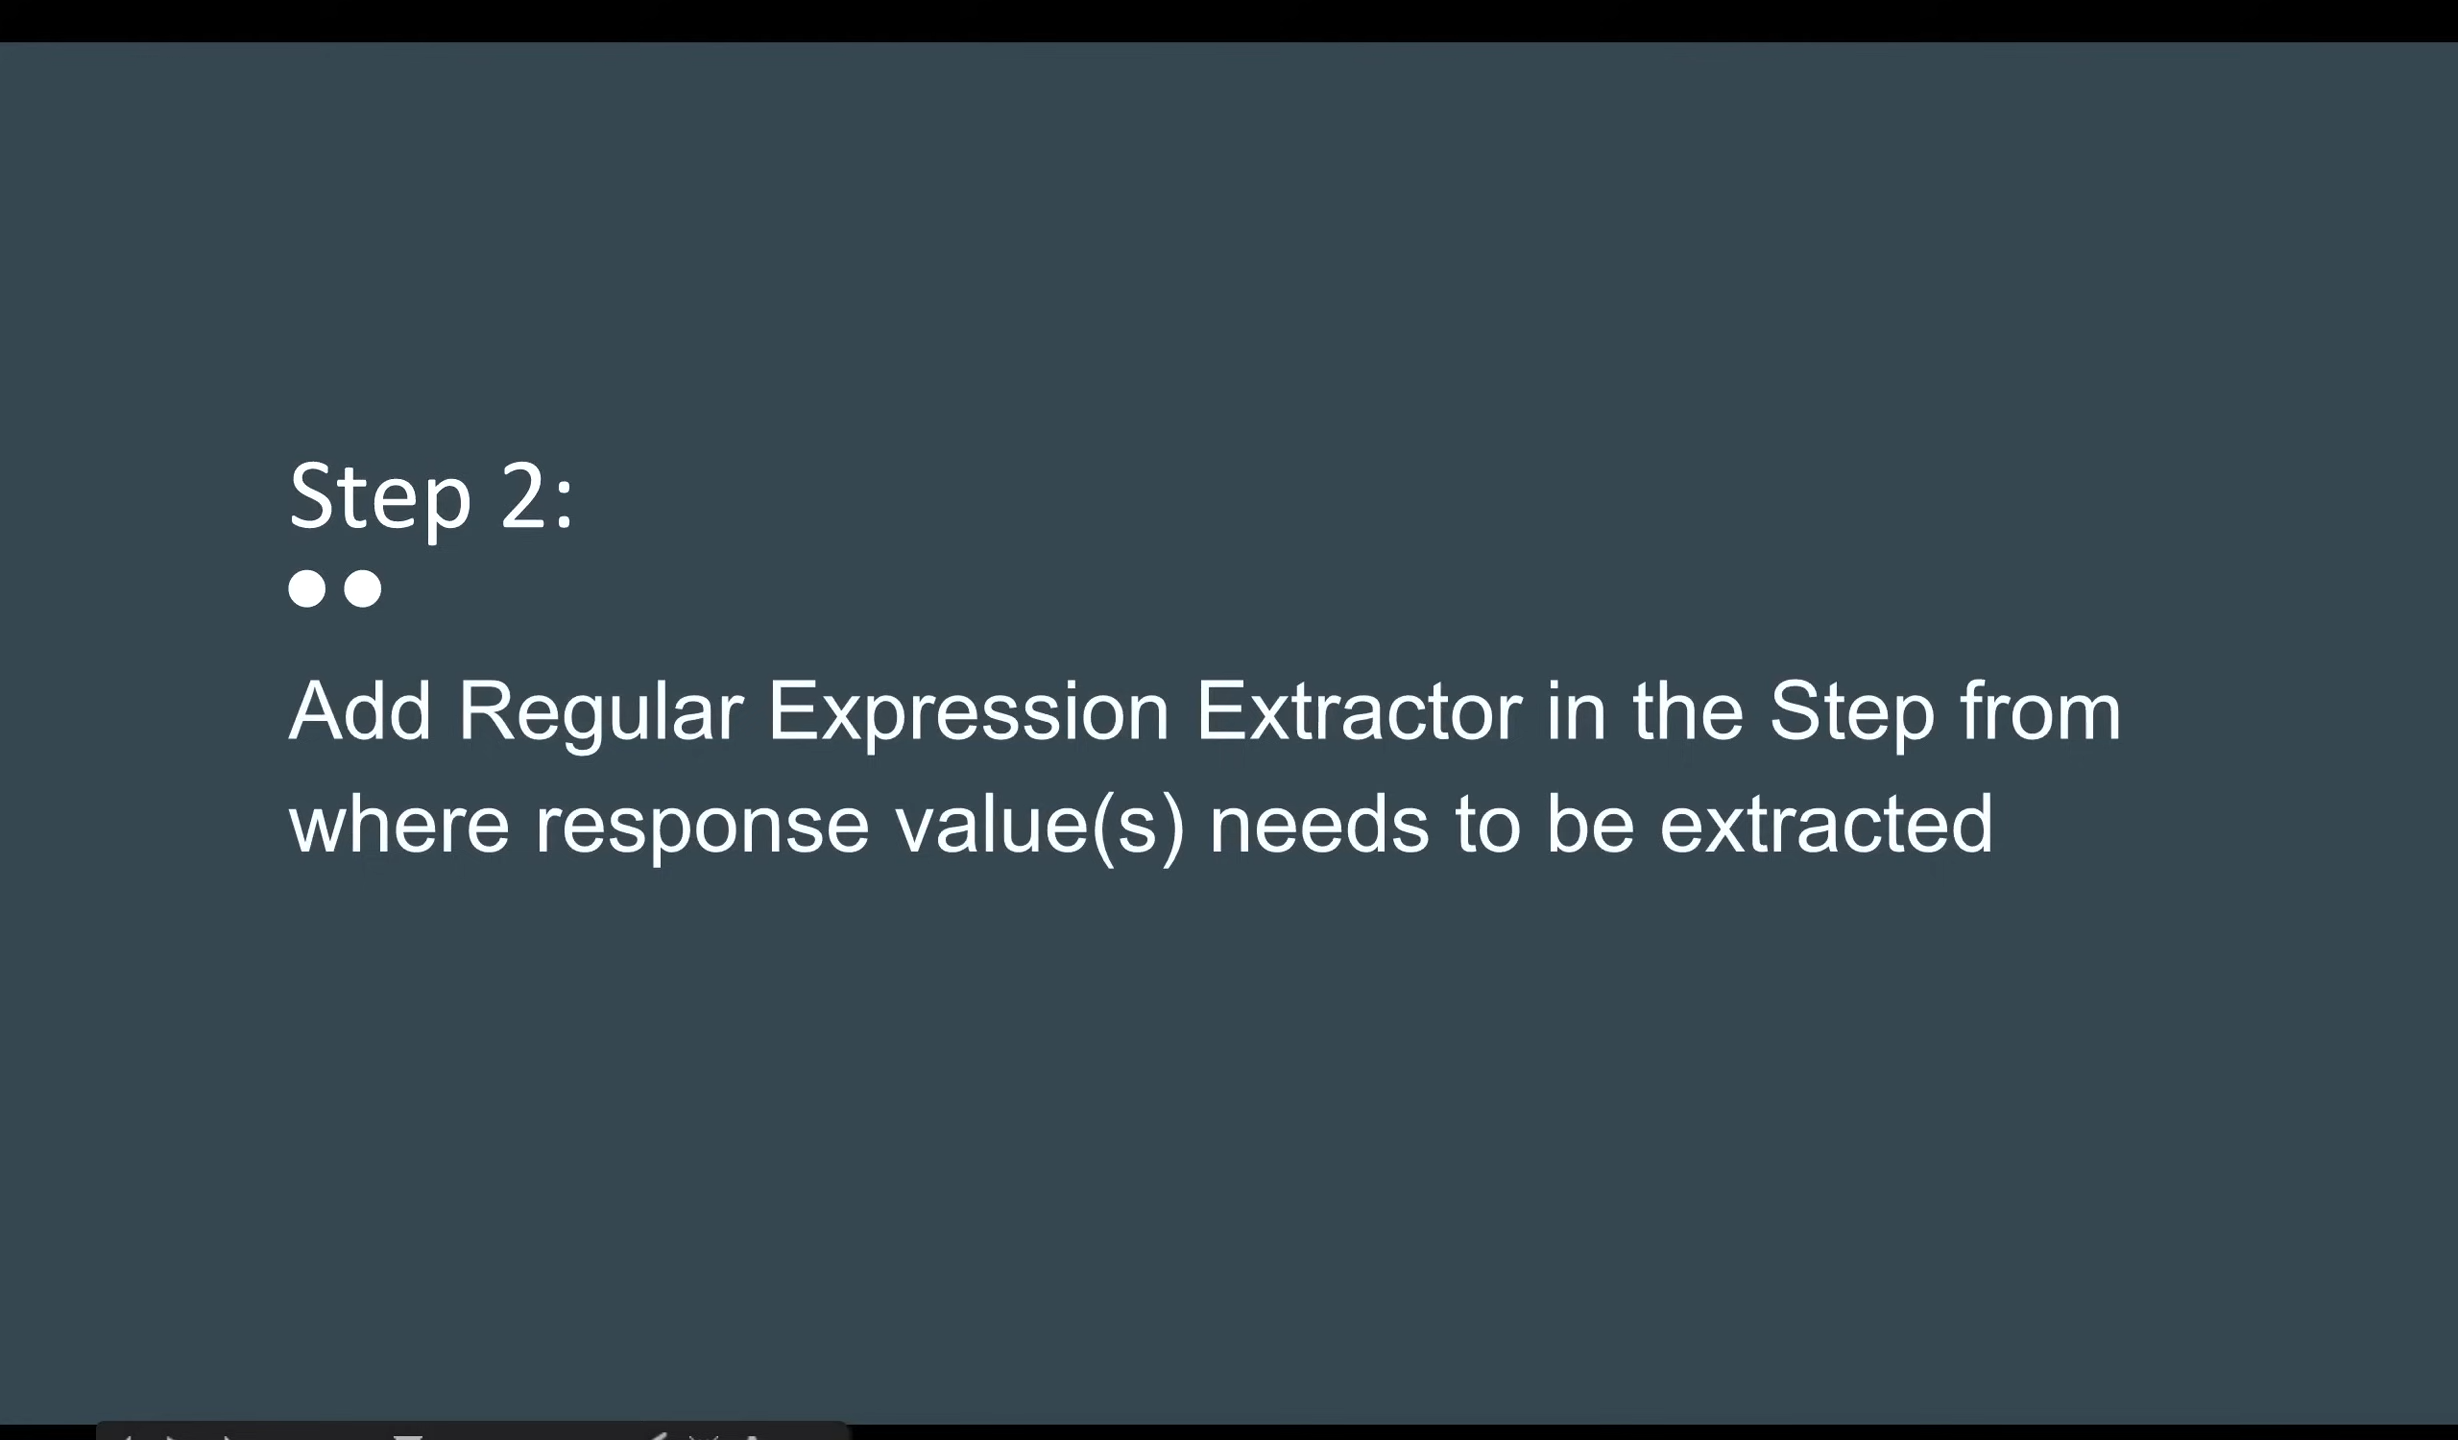 Step 2:
Add Regular Expression Extractor in the Step from
where response value(s) needs to be extracted